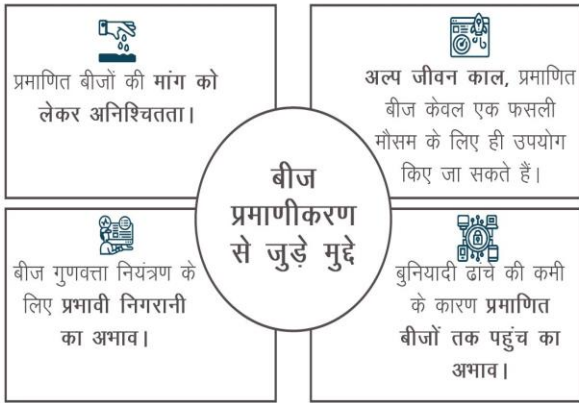 प्रमाणित बीजों की मांग को
लेकर अनिश्चितता।
अल्प जीवन काल, प्रमाणित
बीज केवल एक फसली
मौसम के लिए ही उपयोग
किए जा सकते हैं।
बीज
प्रमाणीकरण
से जुड़े मुद्दे
बीज गुणवत्ता नियंत्रण के
लिए प्रभावी निगरानी
का अभाव।
बुनियादी ढांचे की कमी
के कारण प्रमाणित
बीजों तक पहुंच का
अभाव।